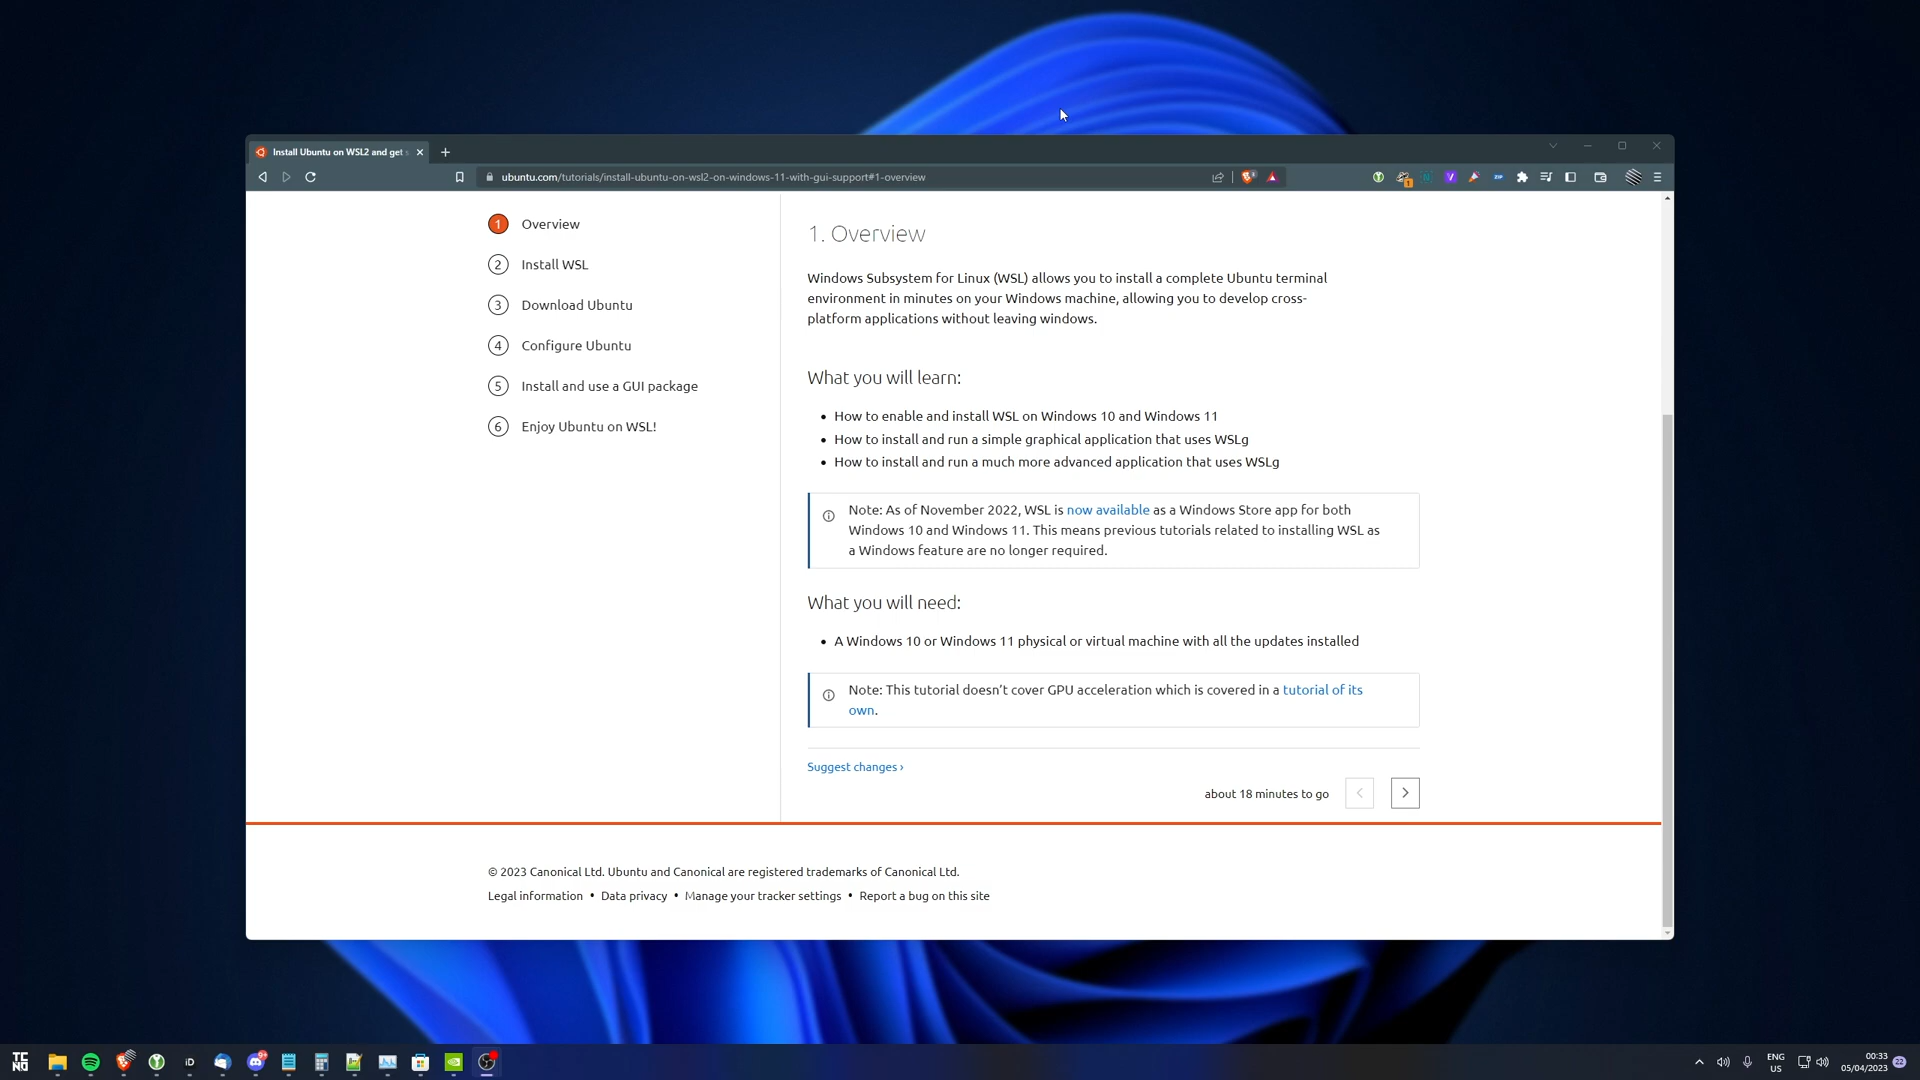 Install Ubuntu on WSL2 and get
ubuntu.com/tutorials/install-ubuntu-on-wsl2-on-windows-11-with-gui-support#1-overview
1 Overview
2 Install WSL
3 Download Ubuntu
4 Configure Ubuntu
5 Install and use a GUI package
6 Enjoy Ubuntu on WSL!
1. Overview
Windows Subsystem for Linux (WSL) allows you to install a complete Ubuntu terminal
environment in minutes on your Windows machine, allowing you to develop cross-
platform applications without leaving windows.
What you will learn:
• How to enable and install WSL on Windows 10 and Windows 11
• How to install and run a simple graphical application that uses WSLg
• How to install and run a much more advanced application that uses WSLg
Note: As of November 2022, WSL is now available as a Windows Store app for both
Windows 10 and Windows 11. This means previous tutorials related to installing WSL as
a Windows feature are no longer required.
What you will need:
• A Windows 10 or Windows 11 physical or virtual machine with all the updates installed
Note: This tutorial doesn’t cover GPU acceleration which is covered in a tutorial of its
own.
Suggest changes ›
about 18 minutes to go
© 2023 Canonical Ltd. Ubuntu and Canonical are registered trademarks of Canonical Ltd.
Legal information • Data privacy • Manage your tracker settings • Report a bug on this site
TC
NO
iD
ENG
US
00:33
05/04/2023
22